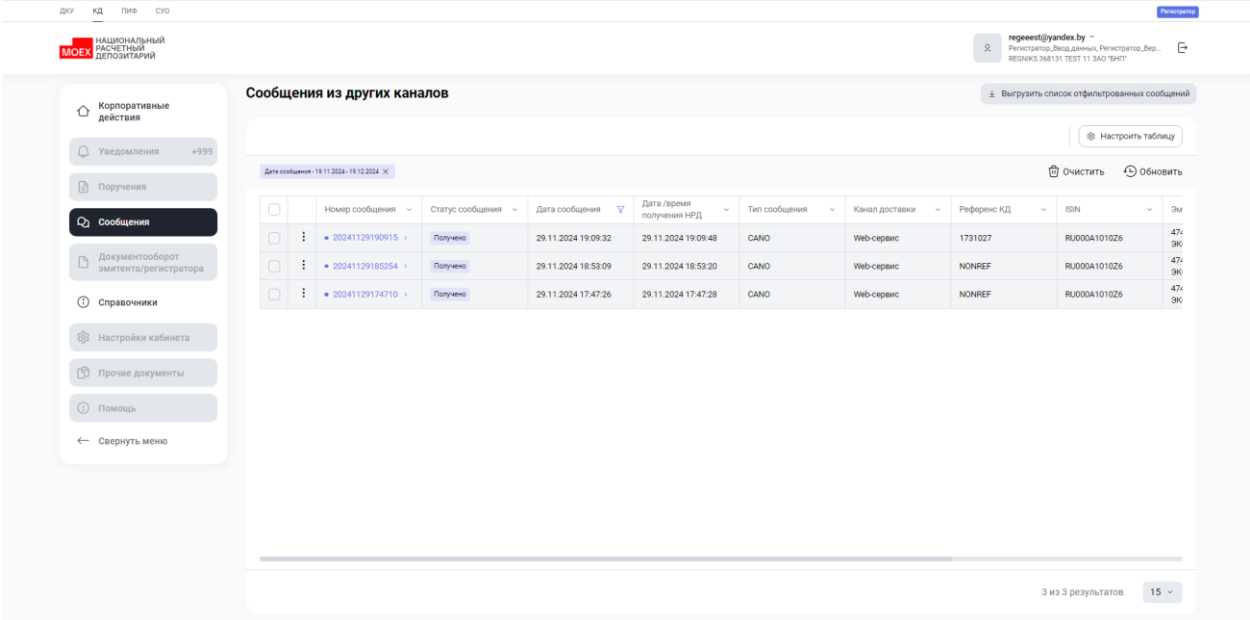 ДКУ КД ПИФ СУО Регистратор
MOEX НАЦИОНАЛЬНЫЙ
РАСЧЕТНЫЙ
ДЕПОЗИТАРИЙ
regeeest@yandex.by
Регистратор_Ввод данных, Регистратор_Вер...
REGNIKS 368131 TEST 11 ЗАО "БНП"
Корпоративные
действия
Уведомления +999
Поручения
Сообщения
Документооборот
эмитента/регистратора
Справочники
Настройки кабинета
Прочие документы
Помощь
Свернуть меню
Сообщения из других каналов
Выгрузить список отфильтрованных сообщений
Настроить таблицу
Дата сообщения - 19.11.2024 - 19.12.2024 Очистить Обновить
Номер сообщения Статус сообщения Дата сообщения Дата /время
получения НРД Тип сообщения Канал доставки Референс КД ISIN Эм
20241129190915 Получено 29.11.2024 19:09:32 29.11.2024 19:09:48 CANO Web-сервис 1731027 RU000A1010Z6 474
ЭК
20241129185254 Получено 29.11.2024 18:53:09 29.11.2024 18:53:20 CANO Web-сервис NONREF RU000A1010Z6 474
ЭК
20241129174710 Получено 29.11.2024 17:47:26 29.11.2024 17:47:28 CANO Web-сервис NONREF RU000A1010Z6 474
ЭК
3 из 3 результатов 15